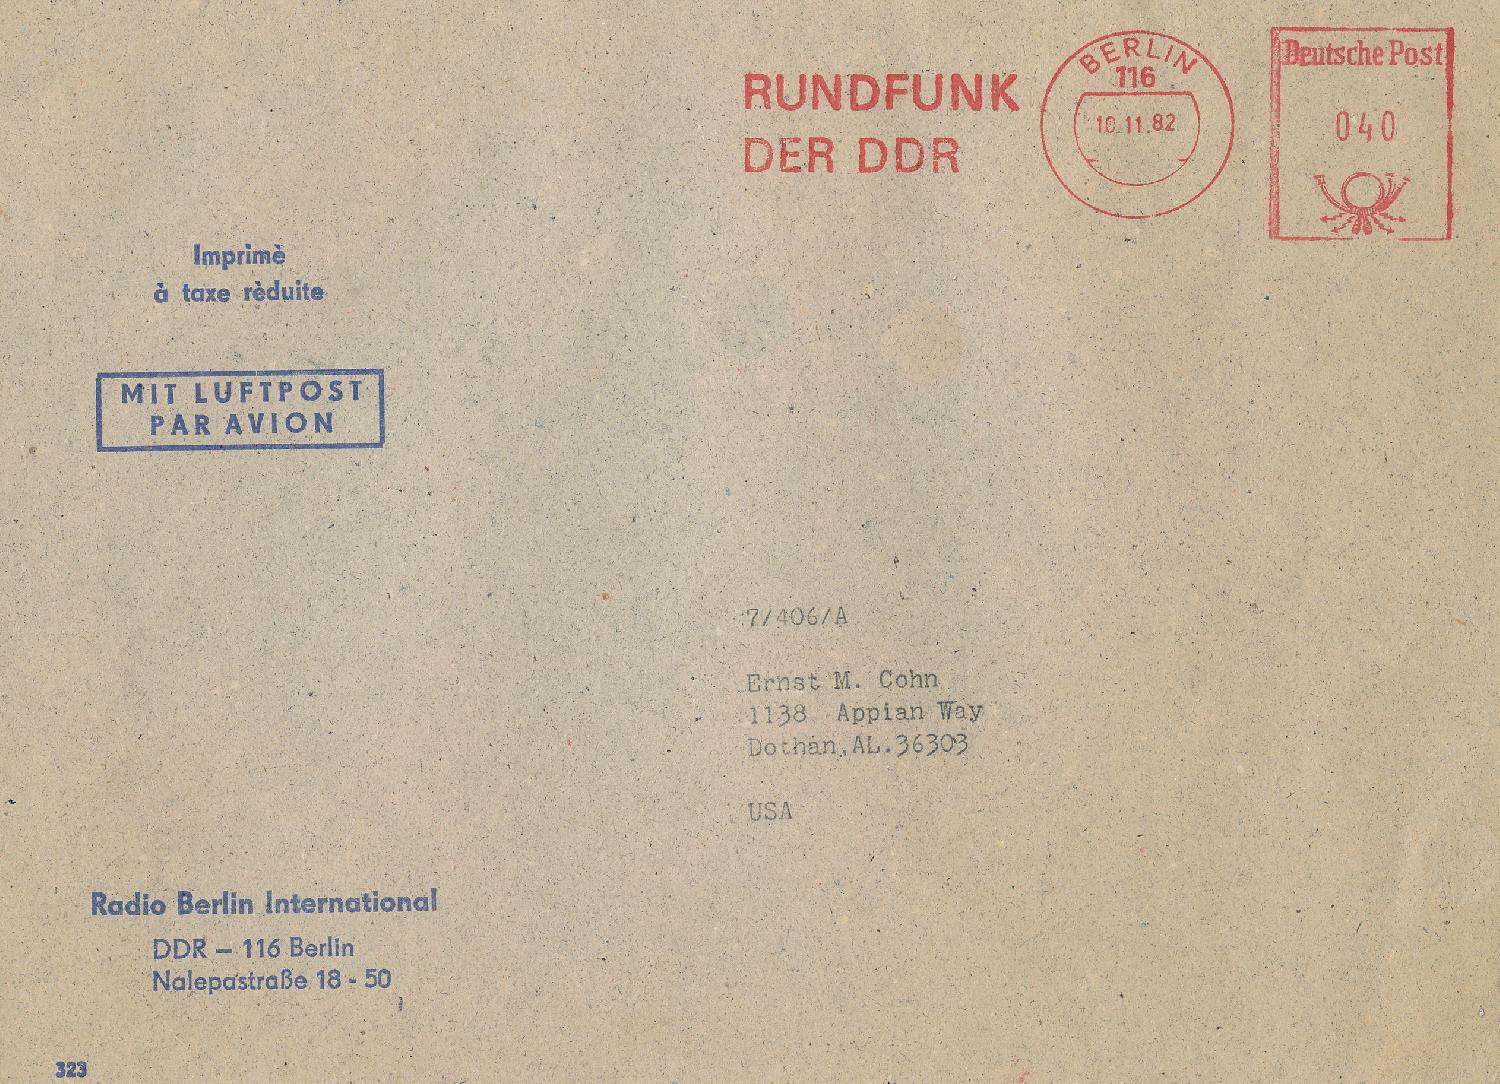 RUNDFUNK
DER DDR
BERLIN
116
10.11.82
Deutsche Post
040
Imprimè
à taxe rèduite
MIT LUFTPOST
PAR AVION
7/406/A
Ernst M. Cohn
1138 Appian Way
Dothan,AL.36303
USA
Radio Berlin International
DDR – 116 Berlin
Nalepastraße 18 - 50
323